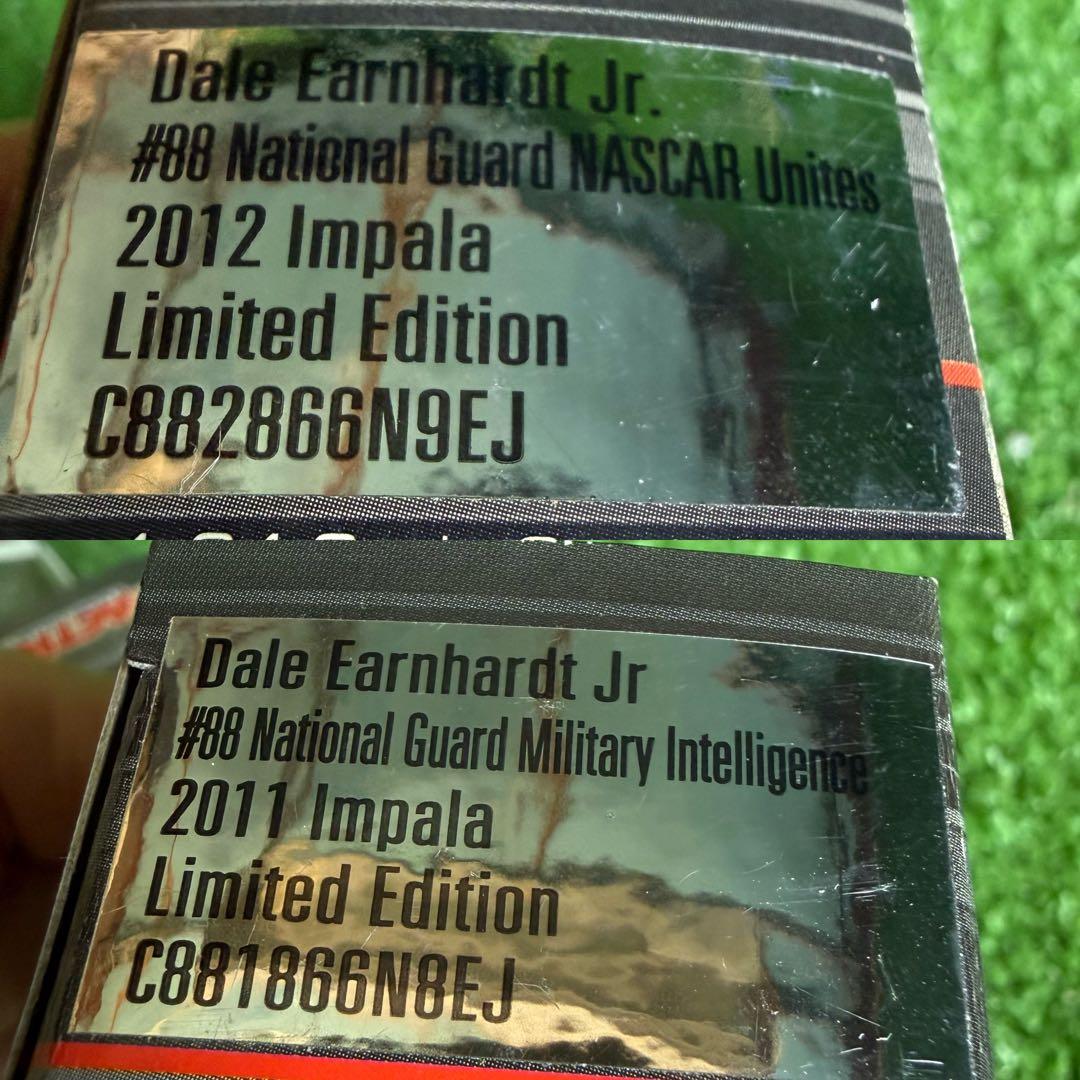 Dale Earnhardt Jr.
#88 National Guard NASCAR Unites
2012 Impala
Limited Edition
C882866N9EJ
Dale Earnhardt Jr
#88 National Guard Military Intelligence
2011 Impala
Limited Edition
C881866N8EJ